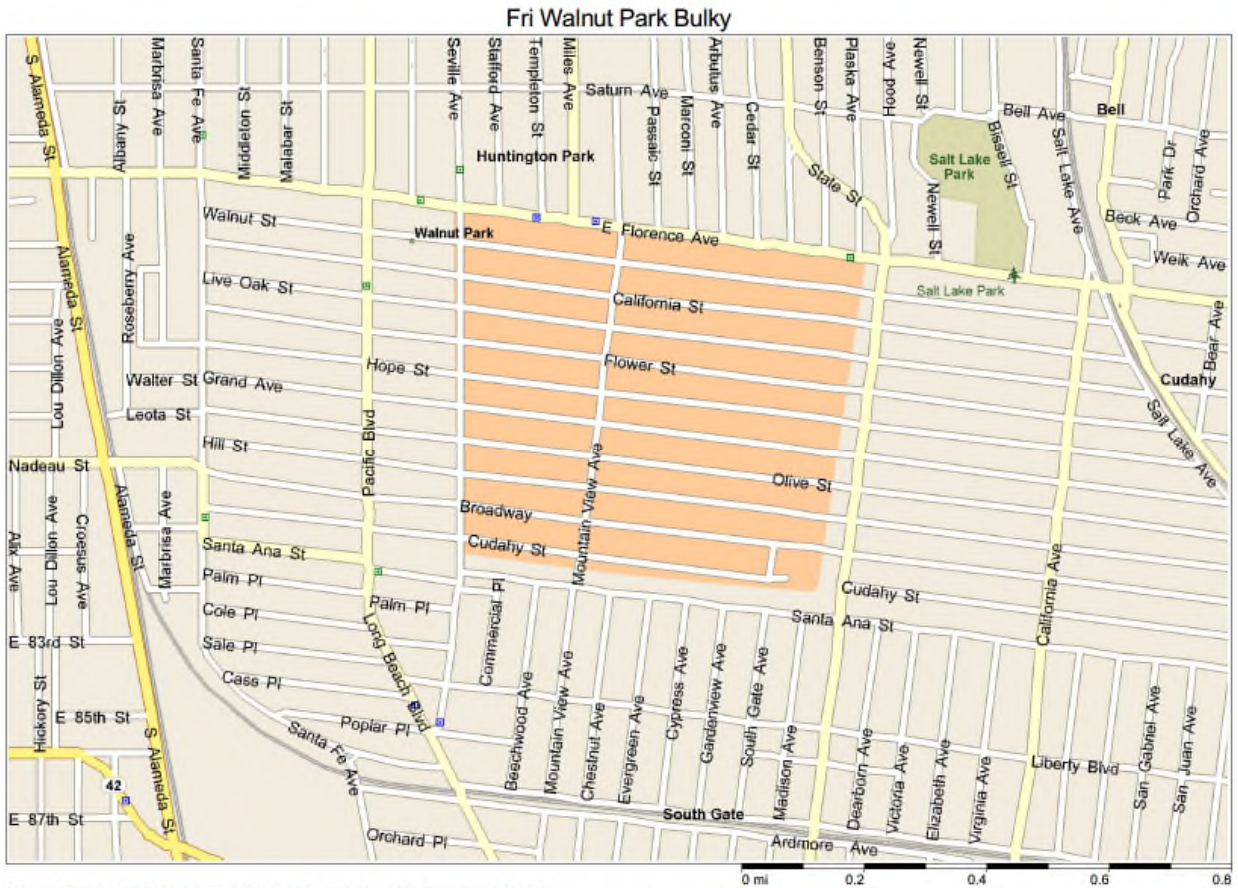 Fri Walnut Park Bulky
S Alameda St
Albany St
Marbrisa Ave
Santa Fe Ave
Middleton St
Malabar St
Seville Ave
Stafford Ave
Templeton St
Miles Ave
Saturn Ave
Passaic St
Marconi St
Arbutus Ave
Cedar St
Benson St
Plaska Ave
Hood Ave
Newell St
Bell Ave
Bell
Bissell St
Salt Lake Ave
Park Dr
Orchard Ave
Huntington Park
Salt Lake
Park
State St
Newell St
Beck Ave
Weik Ave
Walnut St
Walnut Park
E Florence Ave
Salt Lake Park
Alameda St
Roseberry Ave
Live Oak St
California St
Bear Ave
Lou Dillon Ave
Hope St
Flower St
Walter St
Grand Ave
Cudahy
Leota St
Salt Lake Ave
Pacific Blvd
Hill St
Nadeau St
Mountain View Ave
Olive St
Alameda St
Marbrisa Ave
Lou Dillon Ave
Croesus Ave
Alix Ave
Broadway
Cudahy St
Santa Ana St
Palm Pl
Palm Pl
Cudahy St
Santa Ana St
California Ave
Cole Pl
Commercial Pl
E 83rd St
Sale Pl
Long Beach Blvd
Cass Pl
Hickory St
E 85th St
Poplar Pl
Santa Fe Ave
Beechwood Ave
Mountain View Ave
Chestnut Ave
Evergreen Ave
Cypress Ave
Gardenview Ave
South Gate Ave
Madison Ave
Dearborn Ave
Victoria Ave
Elizabeth Ave
Virginia Ave
Liberty Blvd
San Gabriel Ave
San Juan Ave
42
S Alameda St
E 87th St
South Gate
Orchard Pl
Ardmore Ave
0 mi 0.2 0.4 0.6 0.8